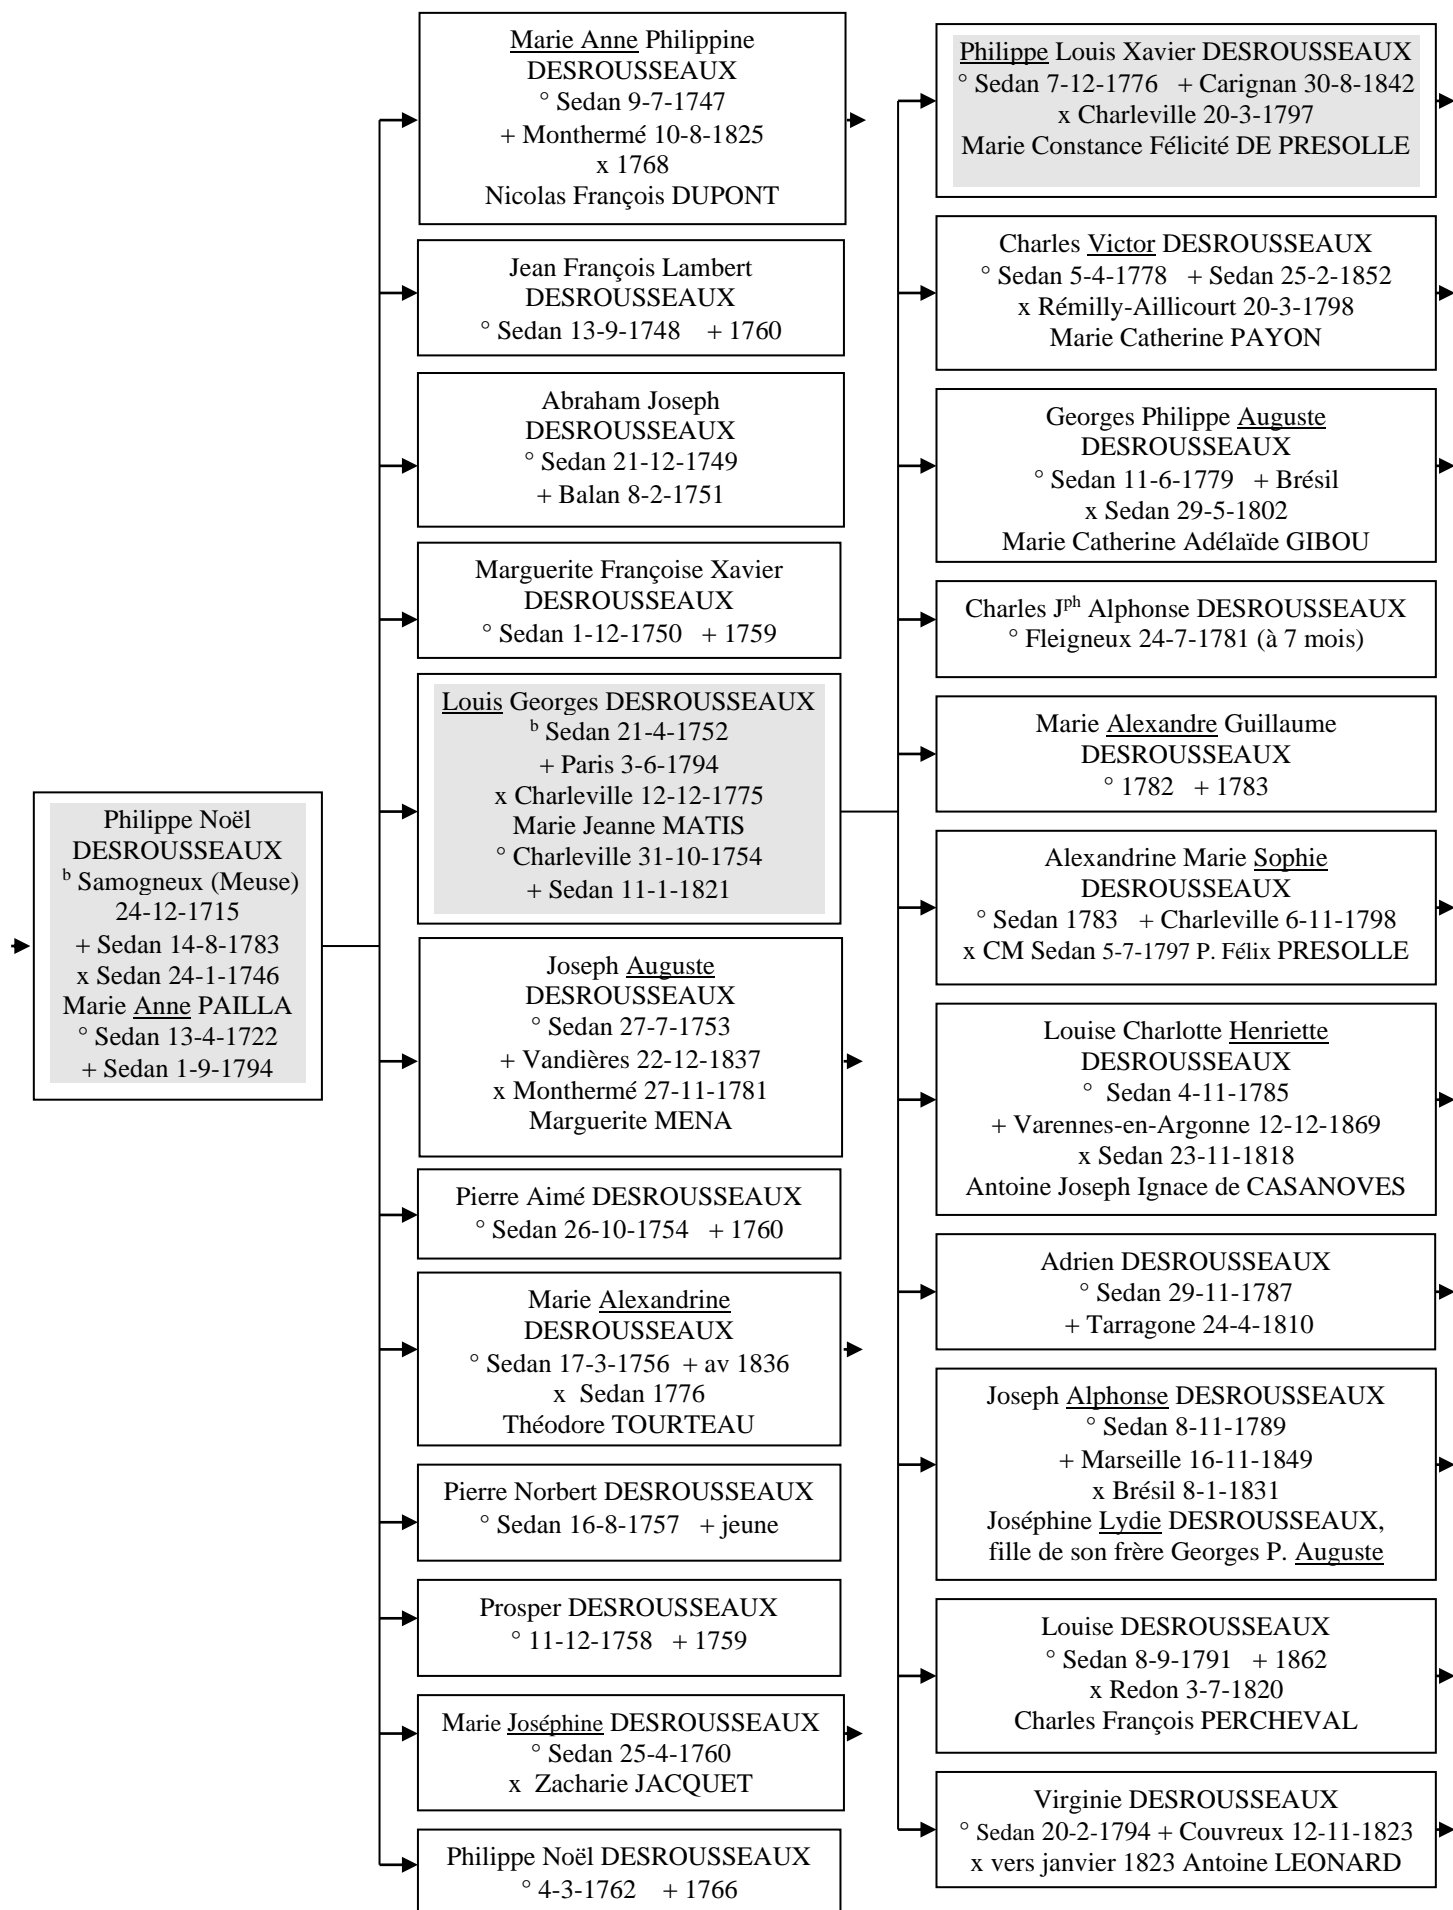 Philippe Noël
DESROUSSEAUX
ᵇ Samogneux (Meuse)
24-12-1715
+ Sedan 14-8-1783
x Sedan 24-1-1746
Marie Anne PAILLA
° Sedan 13-4-1722
+ Sedan 1-9-1794
Marie Anne Philippine
DESROUSSEAUX
° Sedan 9-7-1747
+ Monthermé 10-8-1825
x 1768
Nicolas François DUPONT
Jean François Lambert
DESROUSSEAUX
° Sedan 13-9-1748 + 1760
Abraham Joseph
DESROUSSEAUX
° Sedan 21-12-1749
+ Balan 8-2-1751
Marguerite Françoise Xavier
DESROUSSEAUX
° Sedan 1-12-1750 + 1759
Louis Georges DESROUSSEAUX
ᵇ Sedan 21-4-1752
+ Paris 3-6-1794
x Charleville 12-12-1775
Marie Jeanne MATIS
° Charleville 31-10-1754
+ Sedan 11-1-1821
Joseph Auguste
DESROUSSEAUX
° Sedan 27-7-1753
+ Vandières 22-12-1837
x Monthermé 27-11-1781
Marguerite MENA
Pierre Aimé DESROUSSEAUX
° Sedan 26-10-1754 + 1760
Marie Alexandrine
DESROUSSEAUX
° Sedan 17-3-1756 + av 1836
x Sedan 1776
Théodore TOURTEAU
Pierre Norbert DESROUSSEAUX
° Sedan 16-8-1757 + jeune
Prosper DESROUSSEAUX
° 11-12-1758 + 1759
Marie Joséphine DESROUSSEAUX
° Sedan 25-4-1760
x Zacharie JACQUET
Philippe Noël DESROUSSEAUX
° 4-3-1762 + 1766
Philippe Louis Xavier DESROUSSEAUX
° Sedan 7-12-1776 + Carignan 30-8-1842
x Charleville 20-3-1797
Marie Constance Félicité DE PRESOLLE
Charles Victor DESROUSSEAUX
° Sedan 5-4-1778 + Sedan 25-2-1852
x Rémilly-Aillicourt 20-3-1798
Marie Catherine PAYON
Georges Philippe Auguste
DESROUSSEAUX
° Sedan 11-6-1779 + Brésil
x Sedan 29-5-1802
Marie Catherine Adélaïde GIBOU
Charles Jᵖʰ Alphonse DESROUSSEAUX
° Fleigneux 24-7-1781 (à 7 mois)
Marie Alexandre Guillaume
DESROUSSEAUX
° 1782 + 1783
Alexandrine Marie Sophie
DESROUSSEAUX
° Sedan 1783 + Charleville 6-11-1798
x CM Sedan 5-7-1797 P. Félix PRESOLLE
Louise Charlotte Henriette
DESROUSSEAUX
° Sedan 4-11-1785
+ Varennes-en-Argonne 12-12-1869
x Sedan 23-11-1818
Antoine Joseph Ignace de CASANOVES
Adrien DESROUSSEAUX
° Sedan 29-11-1787
+ Tarragone 24-4-1810
Joseph Alphonse DESROUSSEAUX
° Sedan 8-11-1789
+ Marseille 16-11-1849
x Brésil 8-1-1831
Joséphine Lydie DESROUSSEAUX,
fille de son frère Georges P. Auguste
Louise DESROUSSEAUX
° Sedan 8-9-1791 + 1862
x Redon 3-7-1820
Charles François PERCHEVAL
Virginie DESROUSSEAUX
° Sedan 20-2-1794 + Couvreux 12-11-1823
x vers janvier 1823 Antoine LEONARD